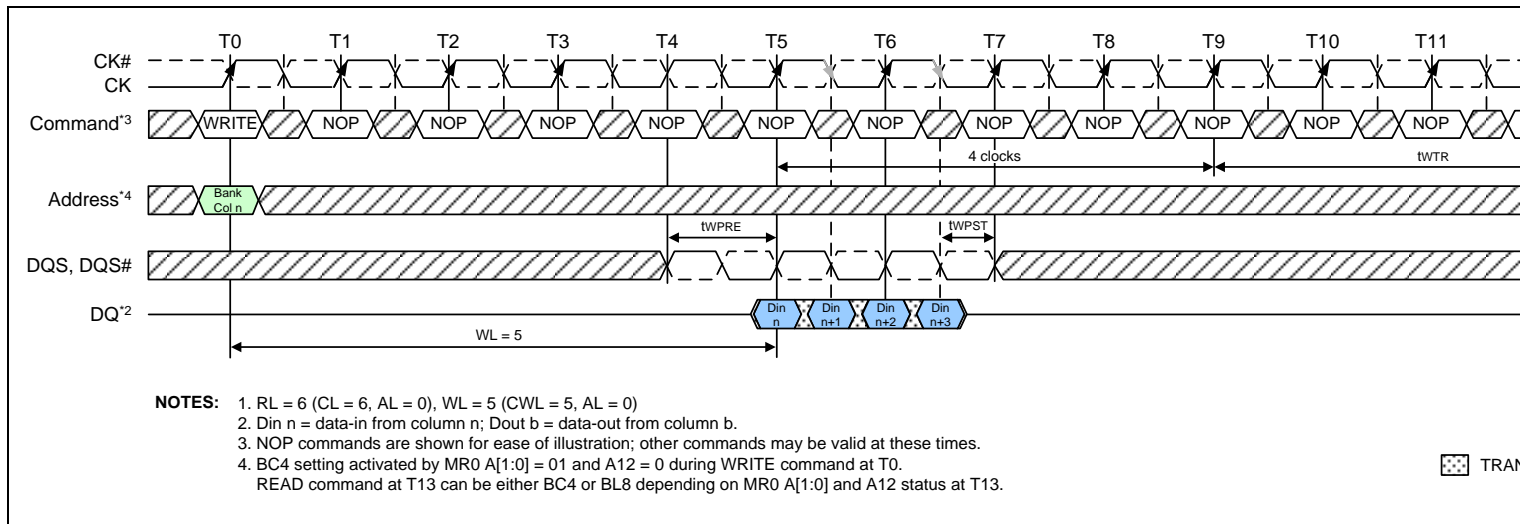 T0 T1 T2 T3 T4 T5 T6 T7 T8 T9 T10 T11
CK#
CK
Command*3 WRITE NOP NOP NOP NOP NOP NOP NOP NOP NOP NOP NOP
4 clocks tWTR
Address*4 Bank Col n
tWPRE tWPST
DQS, DQS#
DQ*2 Din n Din n+1 Din n+2 Din n+3
WL = 5
NOTES: 1. RL = 6 (CL = 6, AL = 0), WL = 5 (CWL = 5, AL = 0)
2. Din n = data-in from column n; Dout b = data-out from column b.
3. NOP commands are shown for ease of illustration; other commands may be valid at these times.
4. BC4 setting activated by MR0 A[1:0] = 01 and A12 = 0 during WRITE command at T0.
READ command at T13 can be either BC4 or BL8 depending on MR0 A[1:0] and A12 status at T13.